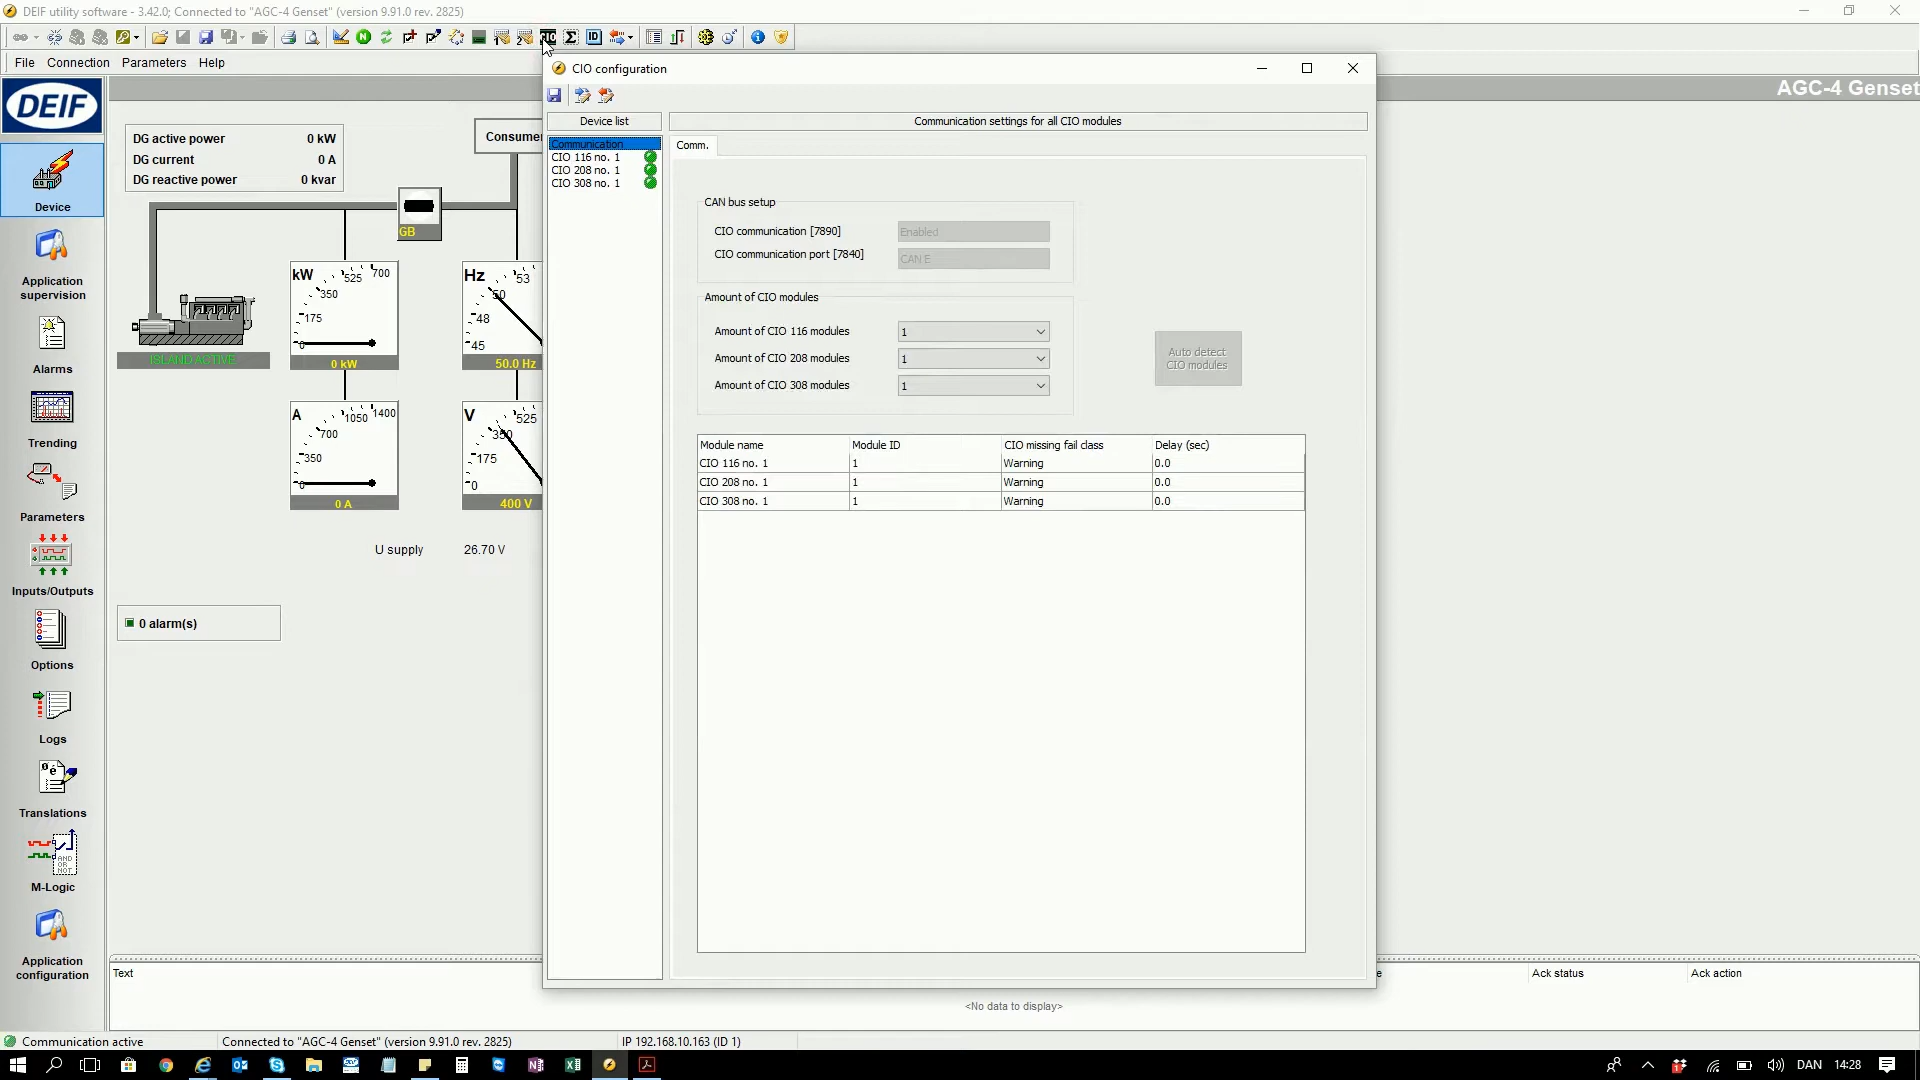 DEIF utility software - 3.42.0; Connected to "AGC-4 Genset" (version 9.91.0 rev. 2825)
CIO Σ ID
File Connection Parameters Help
CIO configuration
DEIF
AGC-4 Genset
Device list
Communication settings for all CIO modules
DG active power 0 kW
DG current 0 A
DG reactive power 0 kvar
Consume
Communication
CIO 116 no. 1
CIO 208 no. 1
CIO 308 no. 1
Comm.
Device
GB
CAN bus setup
CIO communication [7890] Enabled
CIO communication port [7840] CAN E
Application
supervision
kW 525 700
350
175
0
0 kW
Hz 53
50
48
45
50.0 Hz
Amount of CIO modules
Amount of CIO 116 modules 1
Amount of CIO 208 modules 1
Amount of CIO 308 modules 1
Auto detect
CIO modules
ISLAND ACTIVE
Alarms
A 1050 1400
700
350
0
0 A
V 525
350
175
0
400 V
Trending
Module name Module ID CIO missing fail class Delay (sec)
CIO 116 no. 1 1 Warning 0.0
CIO 208 no. 1 1 Warning 0.0
CIO 308 no. 1 1 Warning 0.0
Parameters
U supply 26.70 V
Inputs/Outputs
0 alarm(s)
Options
Logs
Translations
AND
OR
NOT
M-Logic
Application
configuration
Text
e Ack status Ack action
<No data to display>
Communication active Connected to "AGC-4 Genset" (version 9.91.0 rev. 2825) IP 192.168.10.163 (ID 1)
DAN 14:28